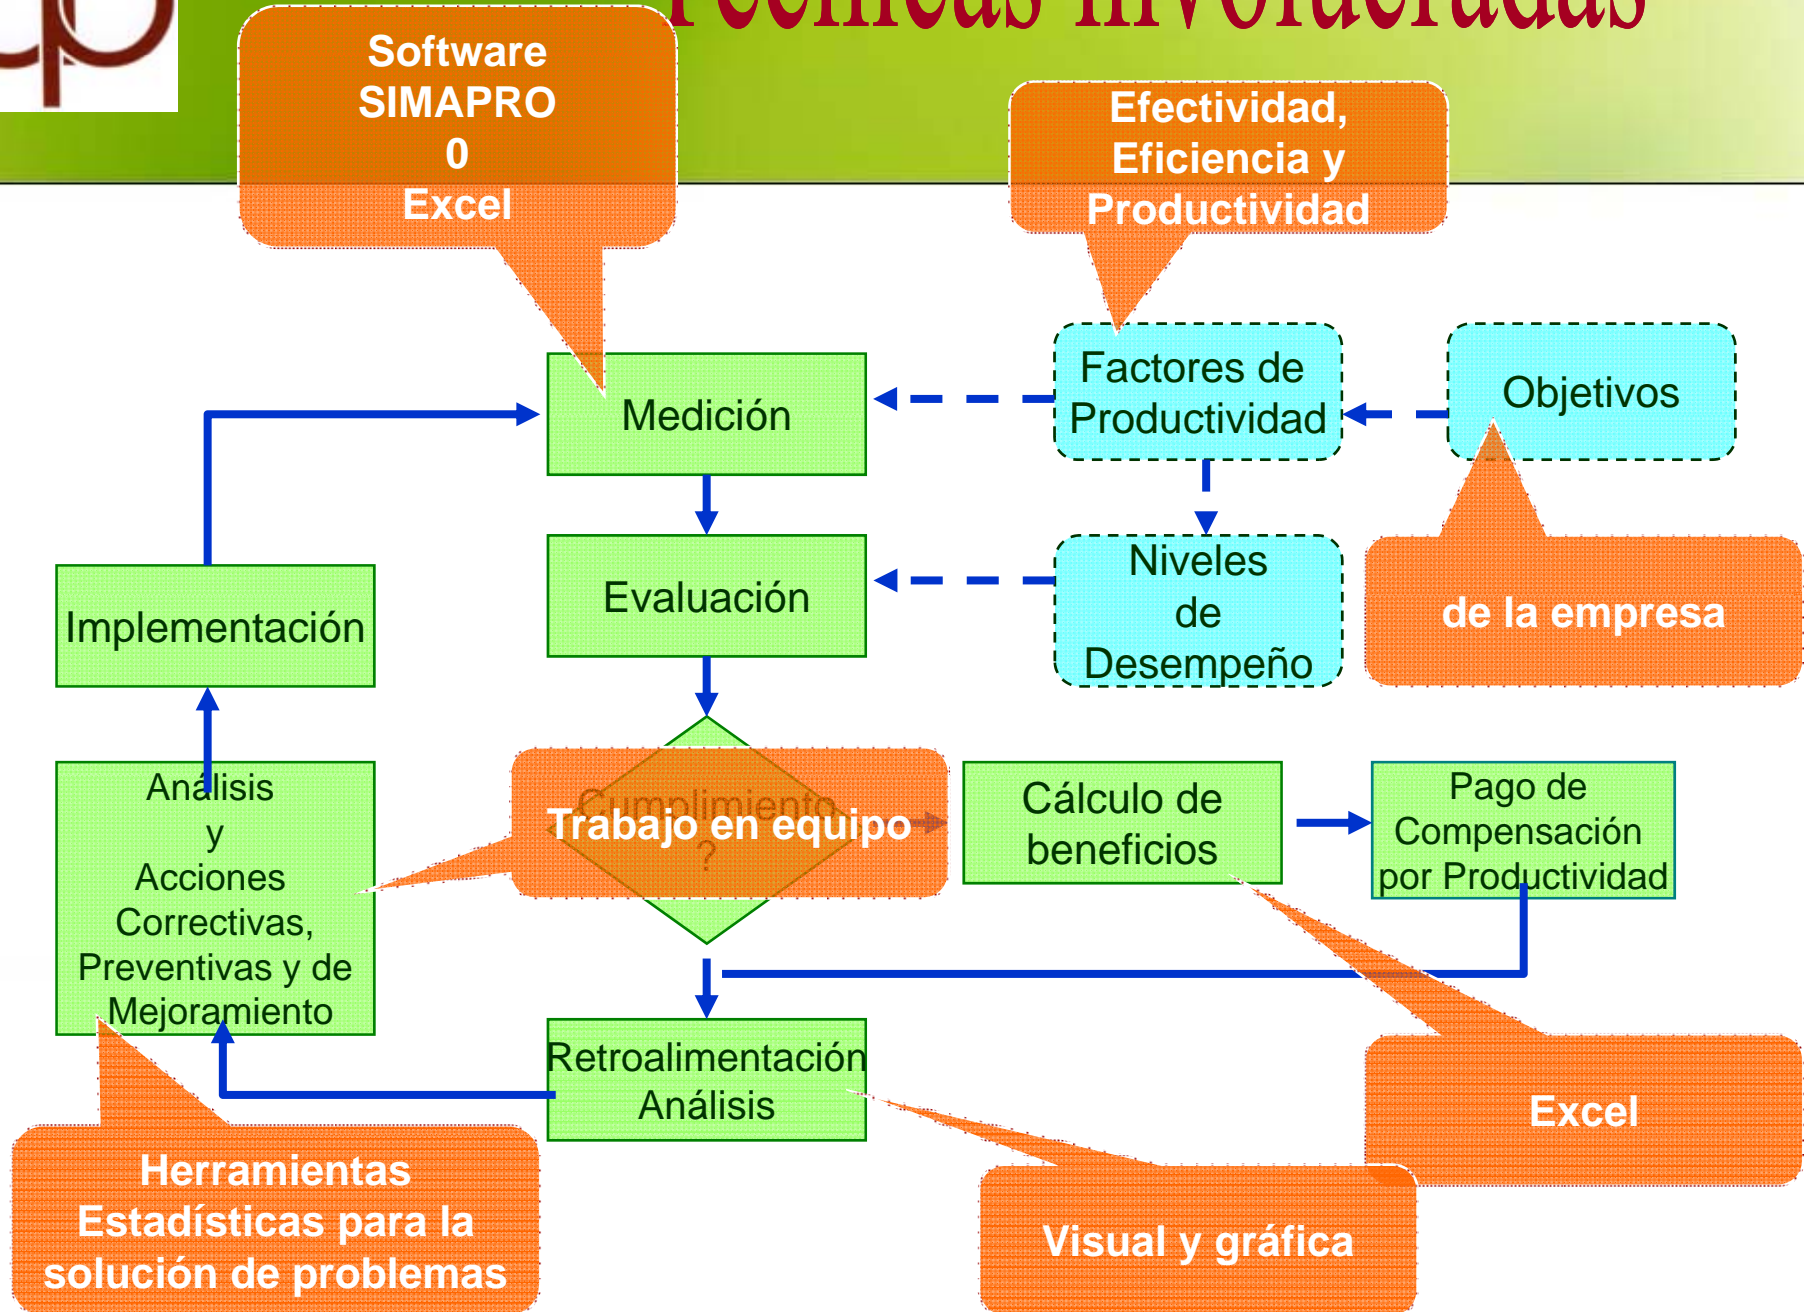 Técnicas involucradas
Software
SIMAPRO
0
Excel
Efectividad,
Eficiencia y
Productividad
Medición
Factores de
Productividad
Objetivos
Evaluación
Niveles
de
Desempeño
de la empresa
Implementación
Análisis
y
Acciones
Correctivas,
Preventivas y de
Mejoramiento
Cumplimiento
?
Trabajo en equipo
Cálculo de
beneficios
Pago de
Compensación
por Productividad
Retroalimentación
Análisis
Excel
Herramientas
Estadísticas para la
solución de problemas
Visual y gráfica